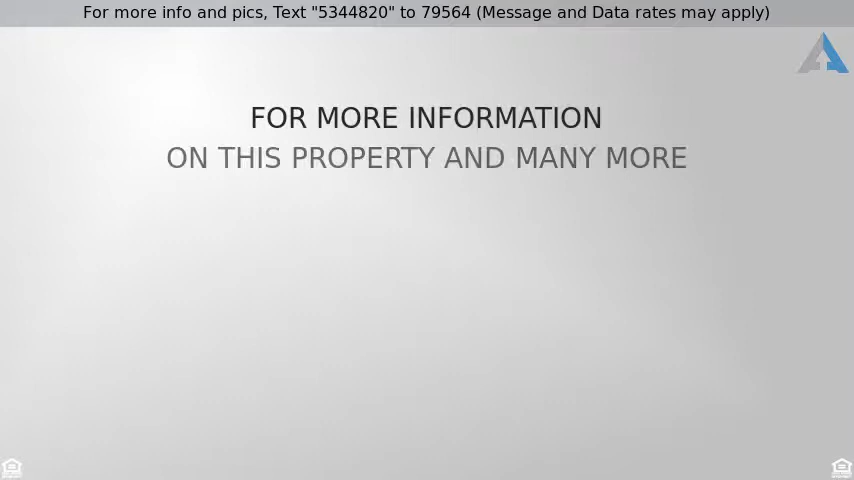 For more info and pics, Text "5344820" to 79564 (Message and Data rates may apply)
FOR MORE INFORMATION
ON THIS PROPERTY AND MANY MORE